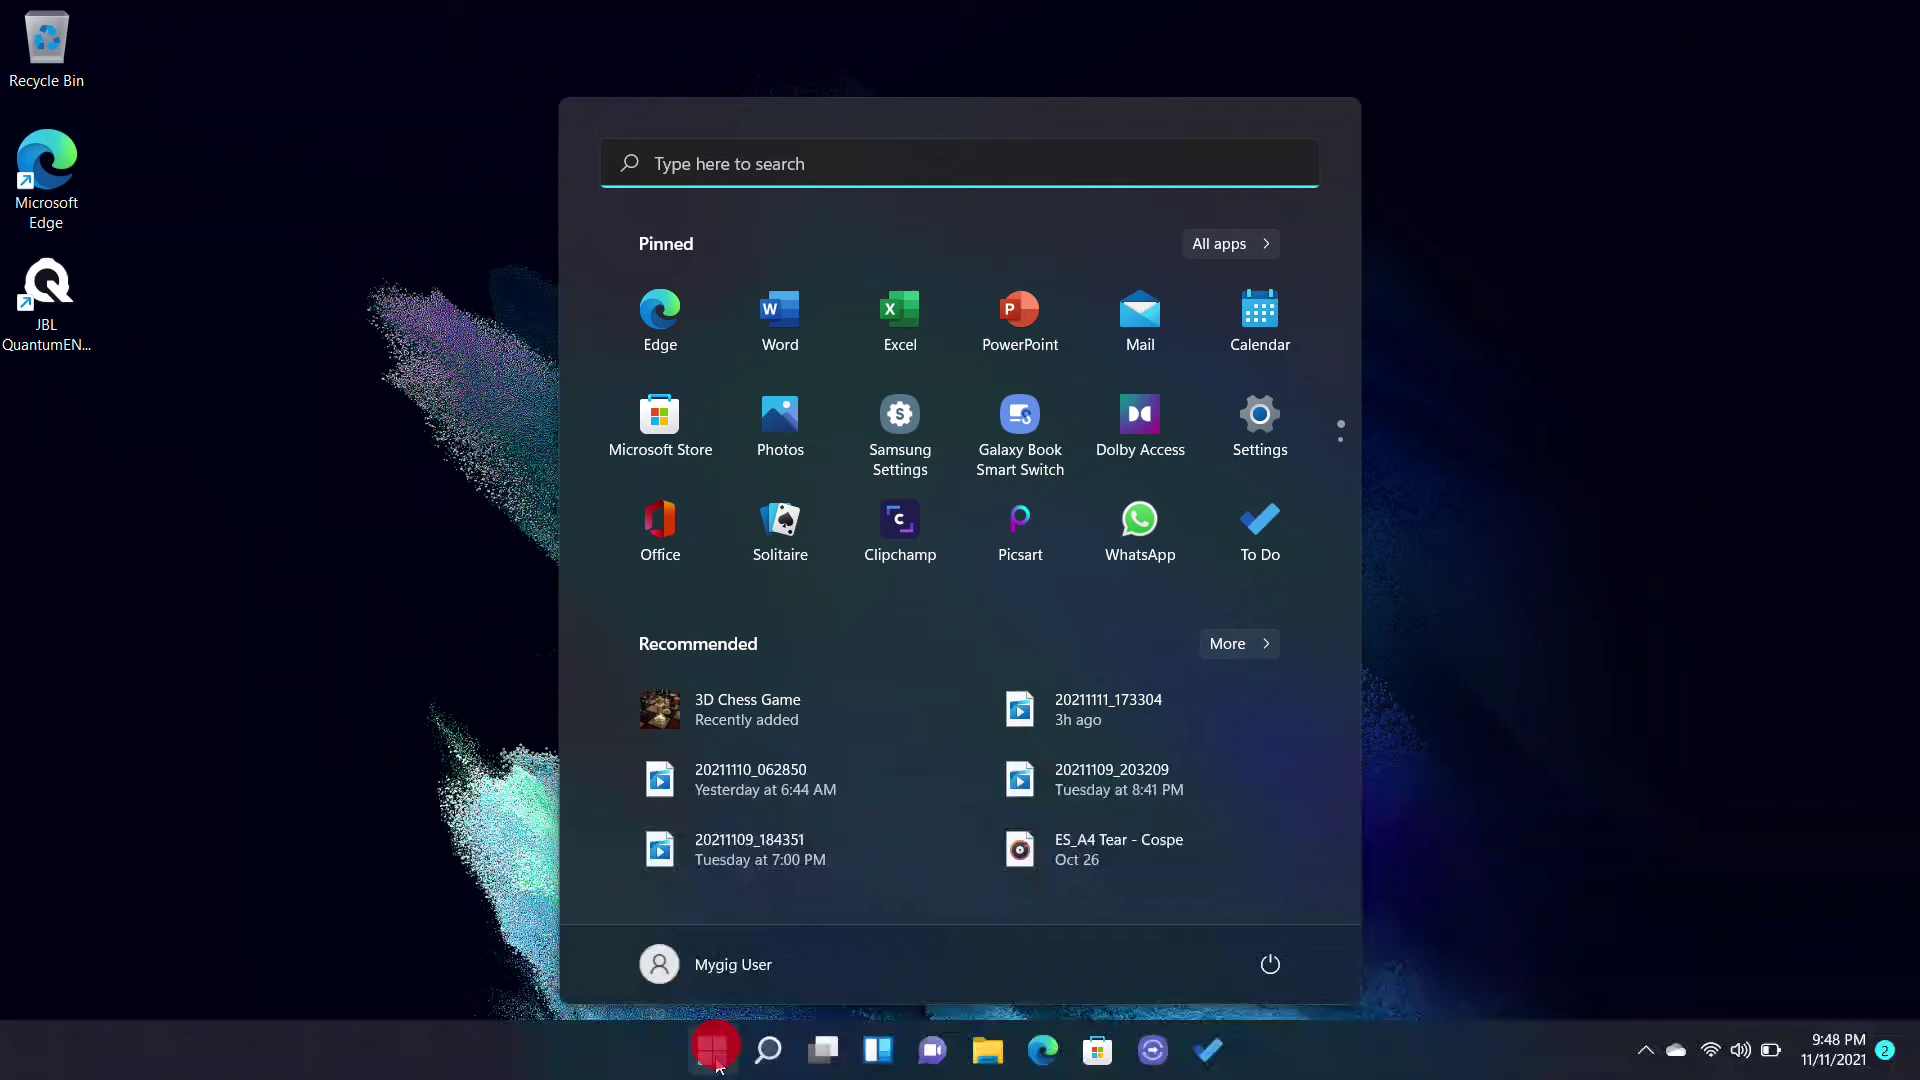 Recycle Bin
Microsoft
Edge
JBL
QuantumEN...
Type here to search
Pinned
All apps
Edge
Word
Excel
PowerPoint
Mail
Calendar
Microsoft Store
Photos
Samsung
Settings
Galaxy Book
Smart Switch
Dolby Access
Settings
Office
Solitaire
Clipchamp
Picsart
WhatsApp
To Do
Recommended
More
3D Chess Game
Recently added
20211111_173304
3h ago
20211110_062850
Yesterday at 6:44 AM
20211109_203209
Tuesday at 8:41 PM
20211109_184351
Tuesday at 7:00 PM
ES_A4 Tear - Cospe
Oct 26
Mygig User
9:48 PM
11/11/2021
2